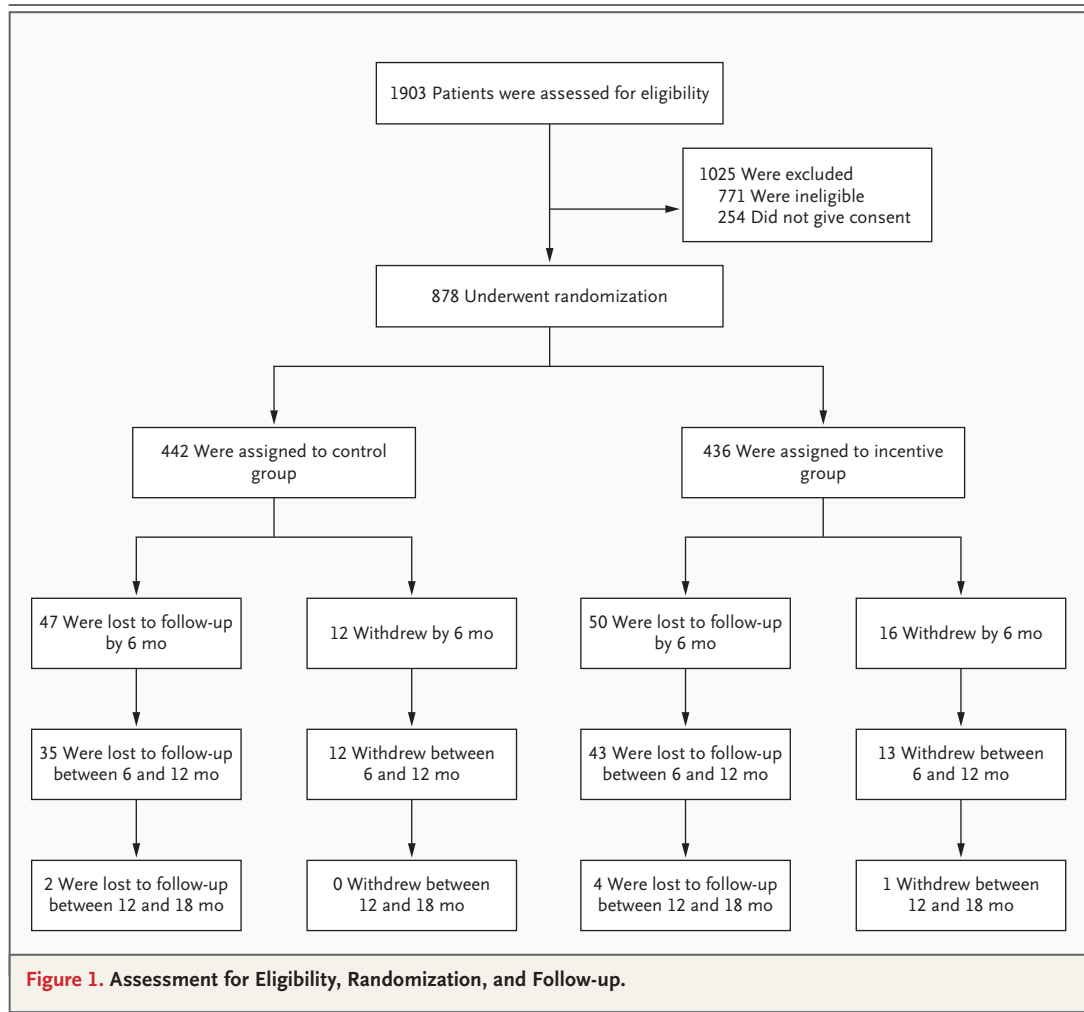 1903 Patients were assessed for eligibility
1025 Were excluded
771 Were ineligible
254 Did not give consent
878 Underwent randomization
442 Were assigned to control
group
436 Were assigned to incentive
group
47 Were lost to follow-up
by 6 mo
12 Withdrew by 6 mo
50 Were lost to follow-up
by 6 mo
16 Withdrew by 6 mo
35 Were lost to follow-up
between 6 and 12 mo
12 Withdrew between
6 and 12 mo
43 Were lost to follow-up
between 6 and 12 mo
13 Withdrew between
6 and 12 mo
2 Were lost to follow-up
between 12 and 18 mo
0 Withdrew between
12 and 18 mo
4 Were lost to follow-up
between 12 and 18 mo
1 Withdrew between
12 and 18 mo
Figure 1. Assessment for Eligibility, Randomization, and Follow-up.